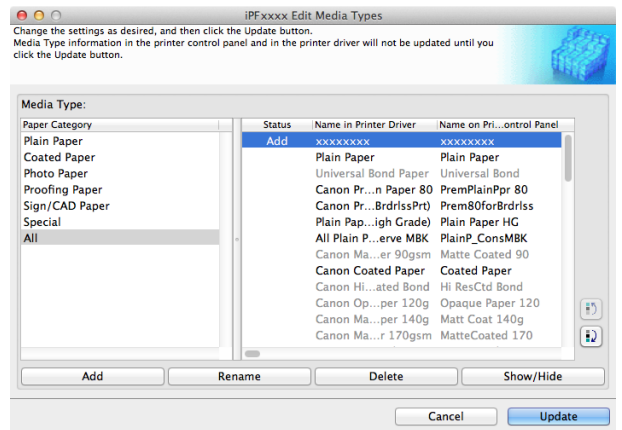 iPFxxxx Edit Media Types
Change the settings as desired, and then click the Update button.
Media Type information in the printer control panel and in the printer driver will not be updated until you
click the Update button.
Media Type:
Paper Category
Plain Paper
Coated Paper
Photo Paper
Proofing Paper
Sign/CAD Paper
Special
All
Status Name in Printer Driver Name on Pri...ontrol Panel
Add xxxxxxxx xxxxxxxx
Plain Paper Plain Paper
Universal Bond Paper Universal Bond
Canon Pr...n Paper 80 PremPlainPpr 80
Canon Pr...BrdrlssPrt) Prem80forBrdrlss
Plain Pap...igh Grade) Plain Paper HG
All Plain P...erve MBK PlainP_ConsMBK
Canon Ma...er 90gsm Matte Coated 90
Canon Coated Paper Coated Paper
Canon Hi...ated Bond Hi ResCtd Bond
Canon Op...per 120g Opaque Paper 120
Canon Ma...per 140g Matt Coat 140g
Canon Ma...r 170gsm MatteCoated 170
Add Rename Delete Show/Hide
Cancel Update